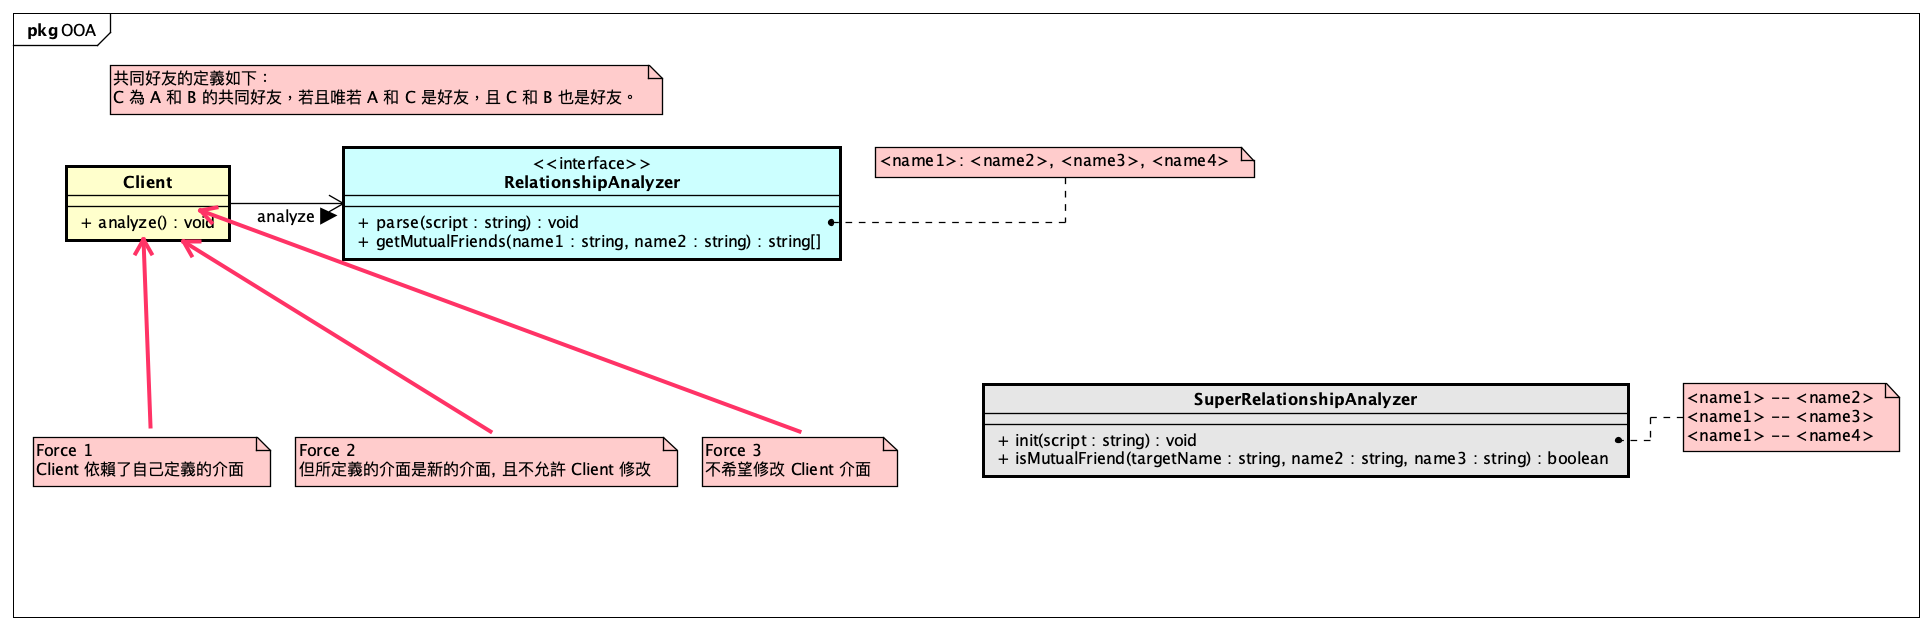 pkg OOA
共同好友的定義如下：
C 為 A 和 B 的共同好友，若且唯若 A 和 C 是好友，且 C 和 B 也是好友。
Client
+ analyze() : void
analyze
<<interface>>
RelationshipAnalyzer
+ parse(script : string) : void
+ getMutualFriends(name1 : string, name2 : string) : string[]
<name1>: <name2>, <name3>, <name4>
SuperRelationshipAnalyzer
+ init(script : string) : void
+ isMutualFriend(targetName : string, name2 : string, name3 : string) : boolean
<name1> -- <name2>
<name1> -- <name3>
<name1> -- <name4>
Force 1
Client 依賴了自己定義的介面
Force 2
但所定義的介面是新的介面, 且不允許 Client 修改
Force 3
不希望修改 Client 介面